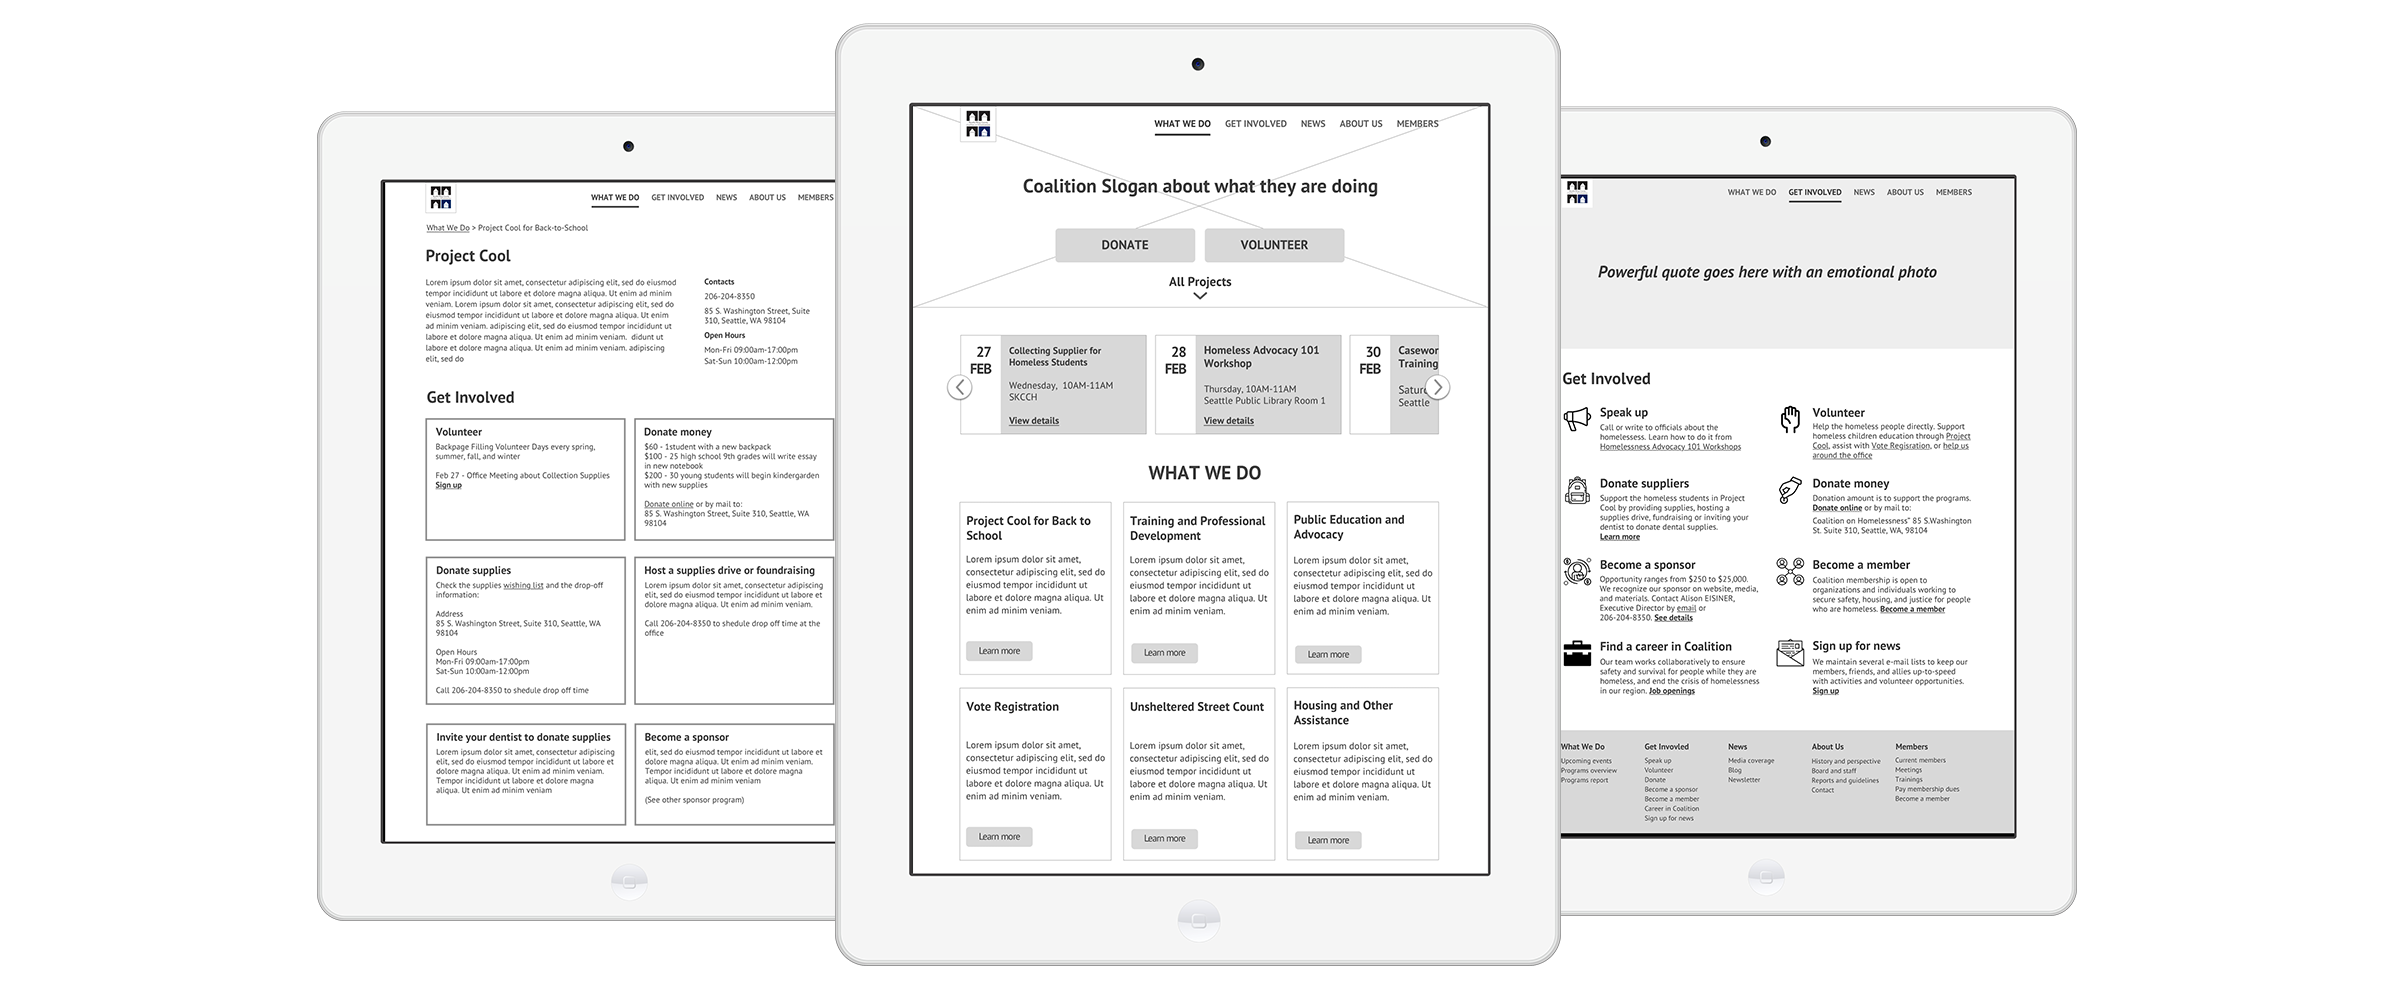 WHAT WE DO GET INVOLVED NEWS ABOUT US MEMBERS
What We Do > Project Cool for Back-to-School
Project Cool
Lorem ipsum dolor sit amet, consectetur adipiscing elit, sed do eiusmod
tempor incididunt ut labore et dolore magna aliqua. Ut enim ad minim
veniam. Lorem ipsum dolor sit amet, consectetur adipiscing elit, sed do
eiusmod tempor incididunt ut labore et dolore magna aliqua. Ut enim
ad minim veniam. adipiscing elit, sed do eiusmod tempor incididunt ut
labore et dolore magna aliqua. Ut enim ad minim veniam.  didunt ut
labore et dolore magna aliqua. Ut enim ad minim veniam. adipiscing
elit, sed do
Contacts
206-204-8350
85 S. Washington Street, Suite
310, Seattle, WA 98104
Open Hours
Mon-Fri 09:00am-17:00pm
Sat-Sun 10:00am-12:00pm
Get Involved
Volunteer
Backpage Filling Volunteer Days every spring,
summer, fall, and winter
Feb 27 - Office Meeting about Collection Supplies
Sign up
Donate money
$60 - 1student with a new backpack
$100 - 25 high school 9th grades will write essay
in new notebook
$200 - 30 young students will begin kindergarden
with new supplies
Donate online or by mail to:
85 S. Washington Street, Suite 310, Seattle, WA
98104
Donate supplies
Check the supplies wishing list and the drop-off
information:
Address
85 S. Washington Street, Suite 310, Seattle, WA
98104
Open Hours
Mon-Fri 09:00am-17:00pm
Sat-Sun 10:00am-12:00pm
Call 206-204-8350 to shedule drop off time
Host a supplies drive or foundraising
Lorem ipsum dolor sit amet, consectetur adipiscing
elit, sed do eiusmod tempor incididunt ut labore et
dolore magna aliqua. Ut enim ad minim veniam.
Call 206-204-8350 to shedule drop off time at the
office
Invite your dentist to donate supplies
Lorem ipsum dolor sit amet, consectetur adipiscing
elit, sed do eiusmod tempor incididunt ut labore et
dolore magna aliqua. Ut enim ad minim veniam.
Tempor incididunt ut labore et dolore magna
aliqua. Ut enim ad minim veniam
Become a sponsor
elit, sed do eiusmod tempor incididunt ut labore et
dolore magna aliqua. Ut enim ad minim veniam.
Tempor incididunt ut labore et dolore magna
aliqua. Ut enim ad minim veniam
(See other sponsor program)
WHAT WE DO GET INVOLVED NEWS ABOUT US MEMBERS
Coalition Slogan about what they are doing
DONATE VOLUNTEER
All Projects
27
FEB
Collecting Supplier for
Homeless Students
Wednesday,  10AM-11AM
SKCCH
View details
28
FEB
Homeless Advocacy 101
Workshop
Thursday, 10AM-11AM
Seattle Public Library Room 1
View details
30
FEB
Casewor
Training
Satur
Seattle
WHAT WE DO
Project Cool for Back to
School
Lorem ipsum dolor sit amet,
consectetur adipiscing elit, sed do
eiusmod tempor incididunt ut
labore et dolore magna aliqua. Ut
enim ad minim veniam.
Learn more
Training and Professional
Development
Lorem ipsum dolor sit amet,
consectetur adipiscing elit, sed do
eiusmod tempor incididunt ut
labore et dolore magna aliqua. Ut
enim ad minim veniam.
Learn more
Public Education and
Advocacy
Lorem ipsum dolor sit amet,
consectetur adipiscing elit, sed do
eiusmod tempor incididunt ut
labore et dolore magna aliqua. Ut
enim ad minim veniam.
Learn more
Vote Registration
Lorem ipsum dolor sit amet,
consectetur adipiscing elit, sed do
eiusmod tempor incididunt ut
labore et dolore magna aliqua. Ut
enim ad minim veniam.
Learn more
Unsheltered Street Count
Lorem ipsum dolor sit amet,
consectetur adipiscing elit, sed do
eiusmod tempor incididunt ut
labore et dolore magna aliqua. Ut
enim ad minim veniam.
Learn more
Housing and Other
Assistance
Lorem ipsum dolor sit amet,
consectetur adipiscing elit, sed do
eiusmod tempor incididunt ut
labore et dolore magna aliqua. Ut
enim ad minim veniam.
Learn more
WHAT WE DO GET INVOLVED NEWS ABOUT US MEMBERS
Powerful quote goes here with an emotional photo
Get Involved
Speak up
Call or write to officials about the
homelessess. Learn how to do it from
Homelessness Advocacy 101 Workshops
Volunteer
Help the homeless people directly. Support
homeless children education through Project
Cool, assist with Vote Regisration, or help us
around the office
Donate suppliers
Support the homeless students in Project
Cool by providing supplies, hosting a
supplies drive, fundraising or inviting your
dentist to donate dental supplies.
Learn more
Donate money
Donation amount is to support the programs.
Donate online or by mail to:
Coalition on Homelessness" 85 S.Washington
St. Suite 310, Seattle, WA, 98104
Become a sponsor
Opportunity ranges from $250 to $25,000.
We recognize our sponsor on website, media,
and materials. Contact Alison EISINER,
Executive Director by email or
206-204-8350. See details
Become a member
Coalition membership is open to
organizations and individuals working to
secure safety, housing, and justice for people
who are homeless. Become a member
Find a career in Coalition
Our team works collaboratively to ensure
safety and survival for people while they are
homeless, and end the crisis of homelessness
in our region. Job openings
Sign up for news
We maintain several e-mail lists to keep our
members, friends, and allies up-to-speed
with activities and volunteer opportunities.
Sign up
What We Do
Upcoming events
Programs overview
Programs report
Get Invovled
Speak up
Volunteer
Donate
Become a sponsor
Become a member
Career in Coalition
Sign up for news
News
Media coverage
Blog
Newsletter
About Us
History and perspective
Board and staff
Reports and guidelines
Contact
Members
Current members
Meetings
Trainings
Pay membership dues
Become a member